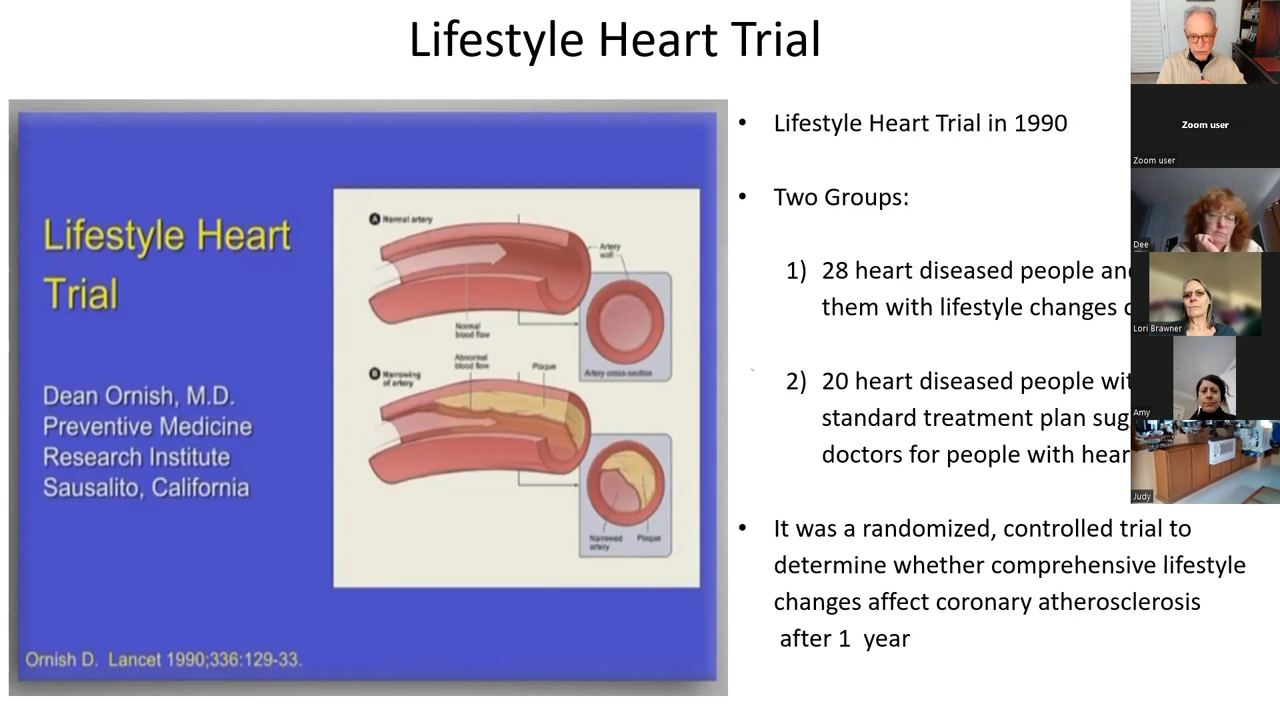 Lifestyle Heart Trial
Lifestyle Heart
Trial
Dean Ornish, M.D.
Preventive Medicine
Research Institute
Sausalito, California
Ornish D. Lancet 1990;336:129-33.
A Normal artery
Artery
wall
Normal
blood flow
Artery cross-section
Abnormal
blood flow
Plaque
B Narrowing
of artery
Narrowed
artery
Plaque
• Lifestyle Heart Trial in 1990
• Two Groups:
1) 28 heart diseased people
them with lifestyle changes
2) 20 heart diseased people
standard treatment plan
doctors for people with
• It was a randomized, controlled trial to
determine whether comprehensive lifestyle
changes affect coronary atherosclerosis
after 1 year
Zoom user
Zoom user
Dee
Lori Brawner
Amy
Judy